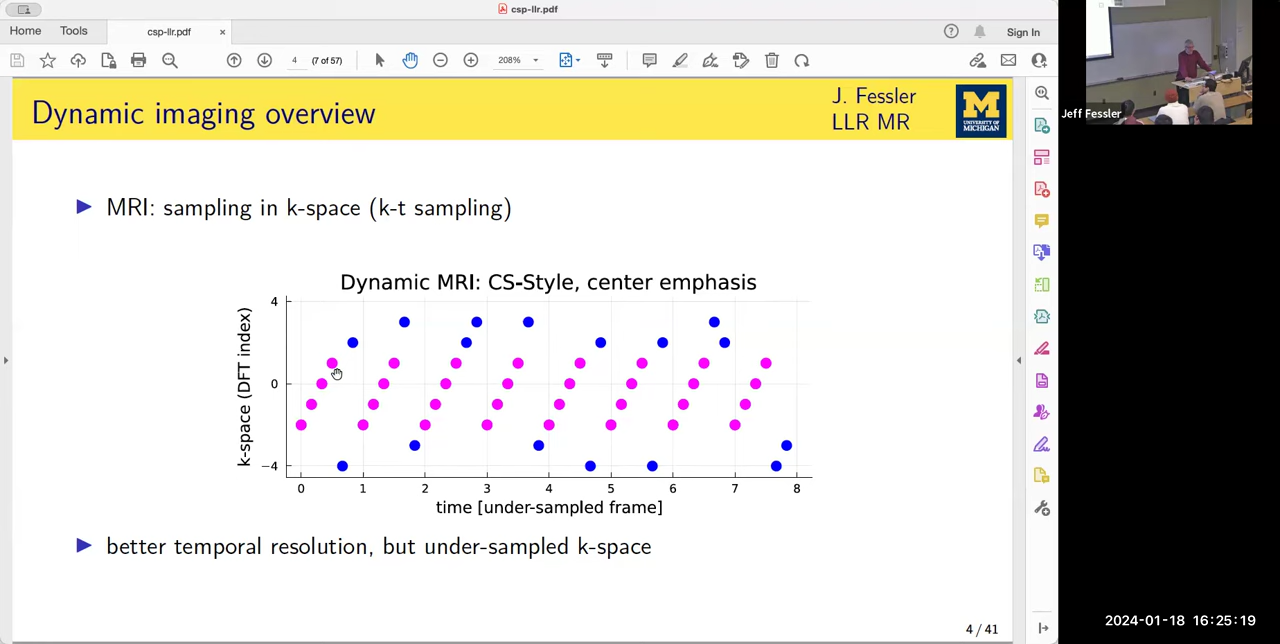 csp-llr.pdf
Home Tools csp-llr.pdf × Sign In
4 (7 of 57) 208%
Dynamic imaging overview
J. Fessler
LLR MR
M
UNIVERSITY OF
MICHIGAN
Jeff Fessler
▶ MRI: sampling in k-space (k-t sampling)
Dynamic MRI: CS-Style, center emphasis
k-space (DFT index)
4
0
−4
0 1 2 3 4 5 6 7 8
time [under-sampled frame]
▶ better temporal resolution, but under-sampled k-space
4 / 41
2024-01-18 16:25:19